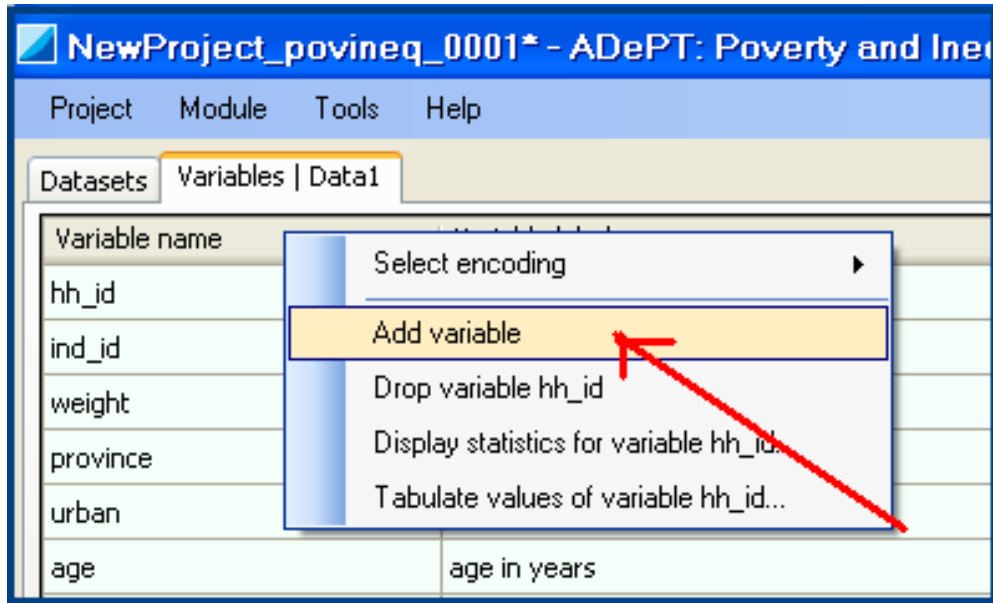 NewProject_povineq_0001* - ADePT: Poverty and
Project Module Tools Help
Datasets Variables | Data1
Variable name
Select encoding
hh_id
Add variable
ind_id
Drop variable hh_id
weight
Display statistics for variable hh_id...
province
Tabulate values of variable hh_id...
urban
age age in years